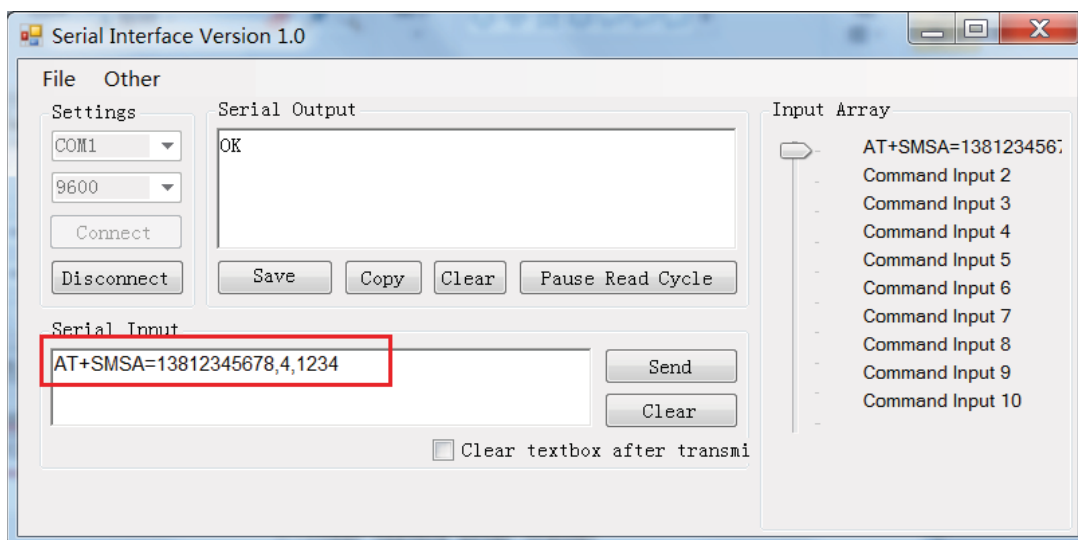 Serial Interface Version 1.0
File Other
Settings
COM1
9600
Connect
Disconnect
Serial Output
OK
Save Copy Clear Pause Read Cycle
Serial Input
AT+SMSA=13812345678,4,1234
Send
Clear
Clear textbox after transmi
Input Array
AT+SMSA=1381234567
Command Input 2
Command Input 3
Command Input 4
Command Input 5
Command Input 6
Command Input 7
Command Input 8
Command Input 9
Command Input 10